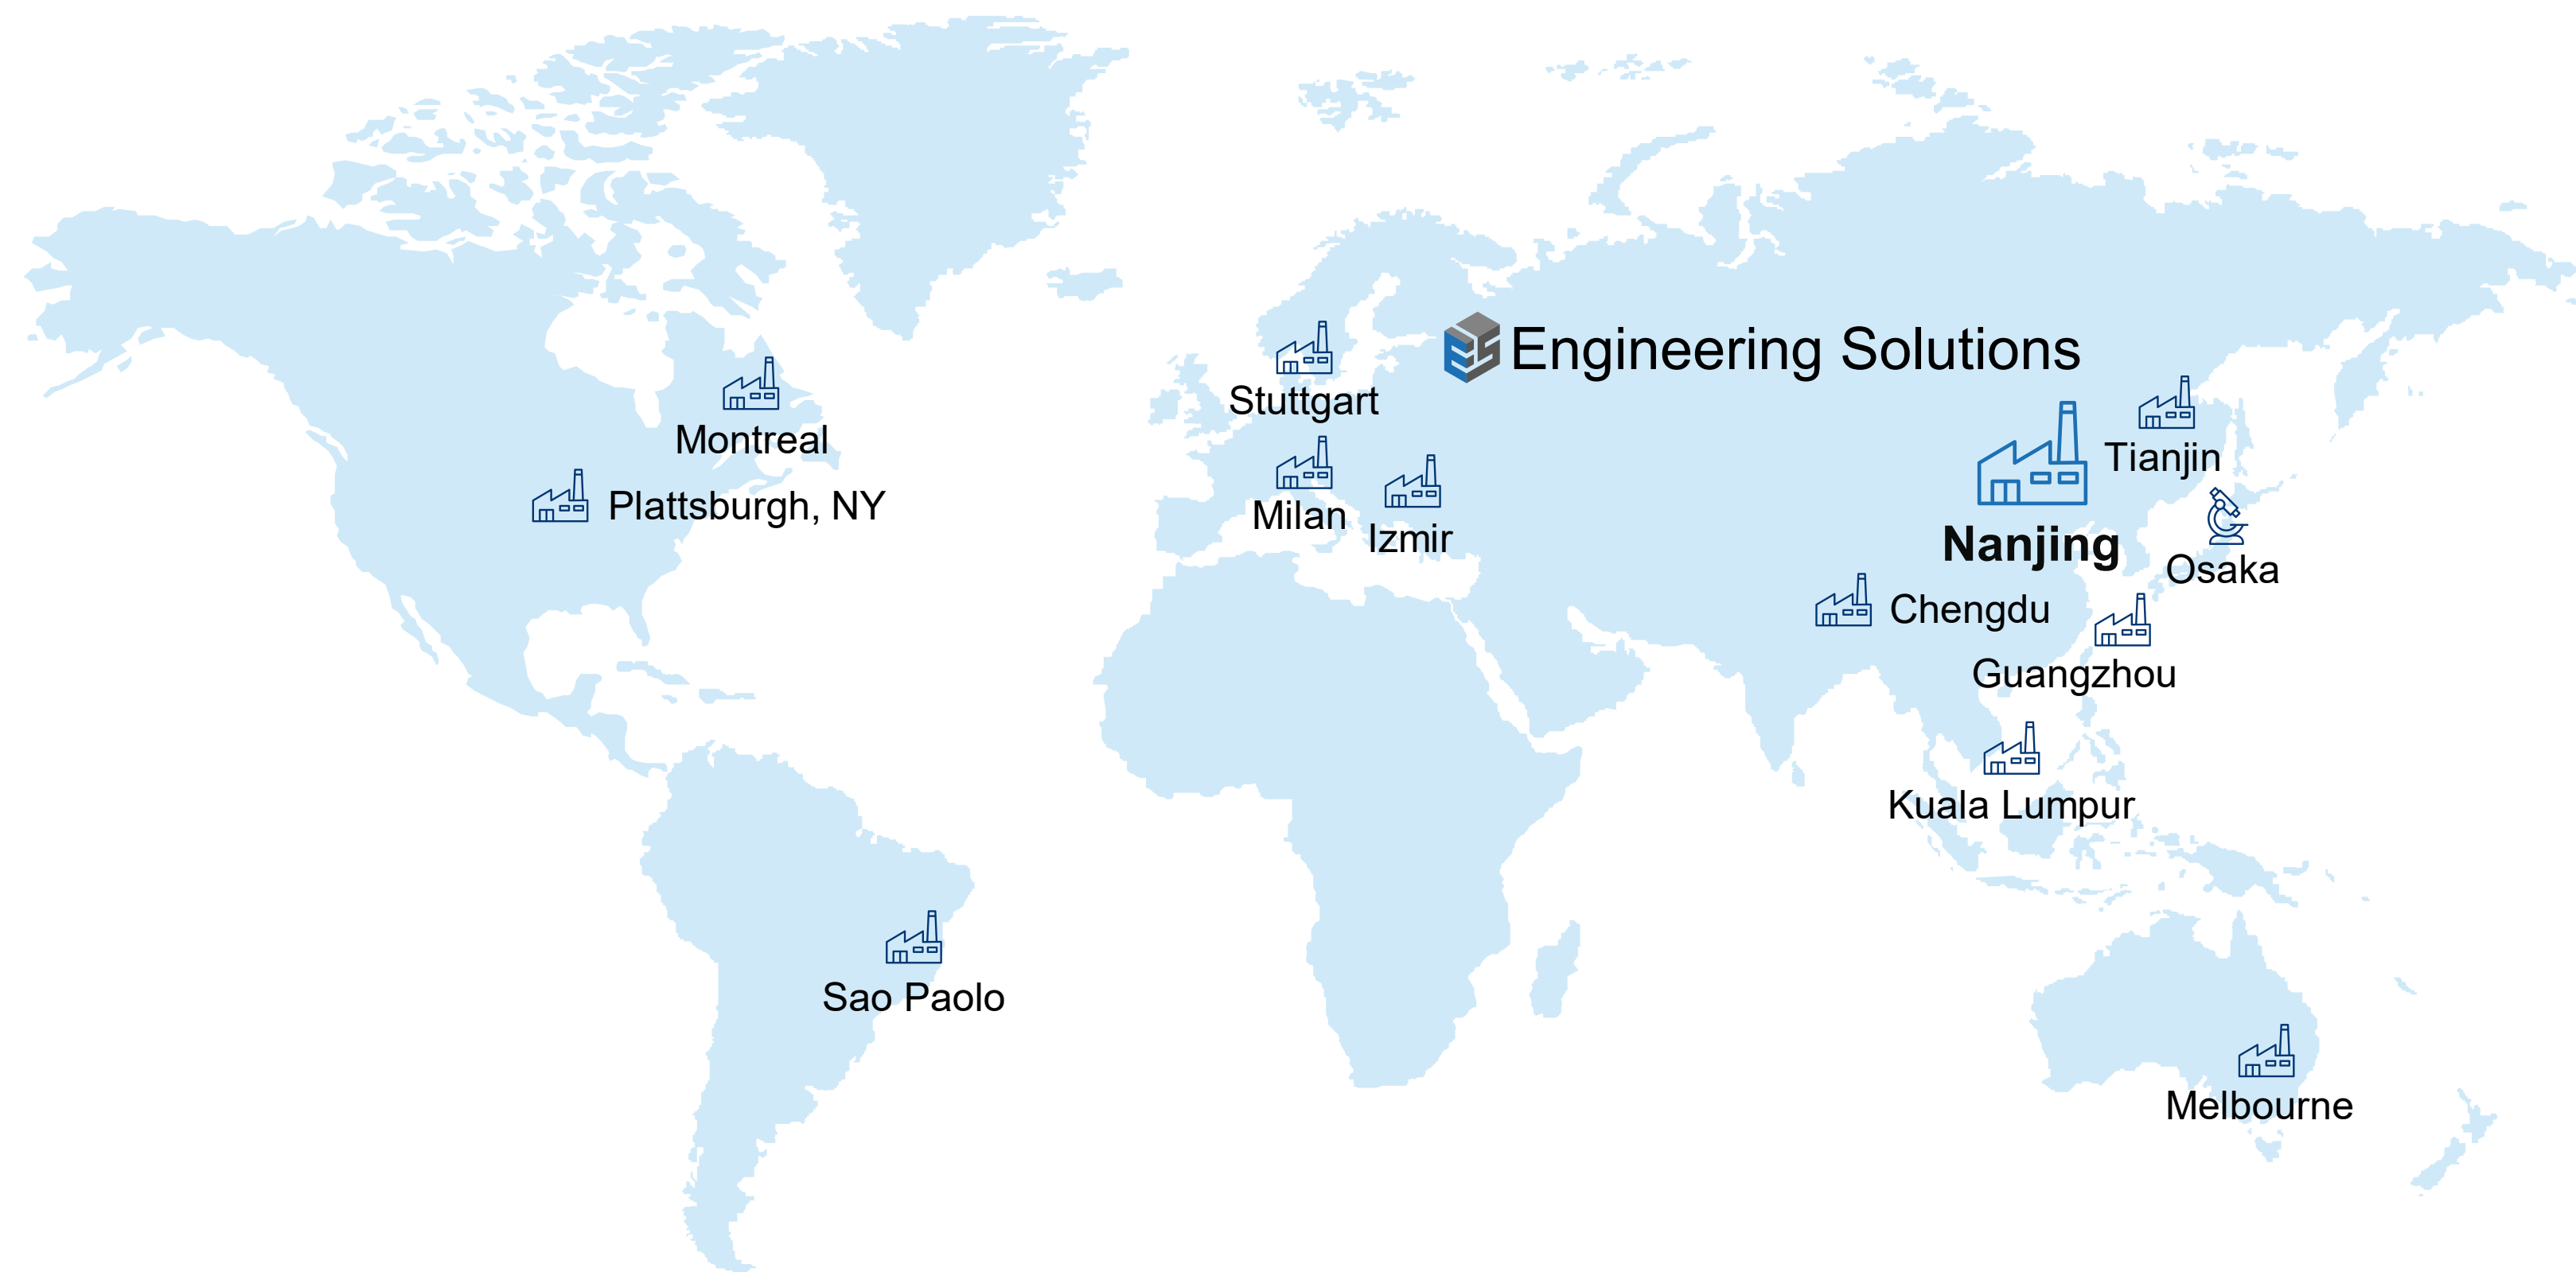 Engineering Solutions
Stuttgart
Montreal
Tianjin
Plattsburgh, NY
Milan
Izmir
Nanjing
Osaka
Chengdu
Guangzhou
Kuala Lumpur
Sao Paolo
Melbourne